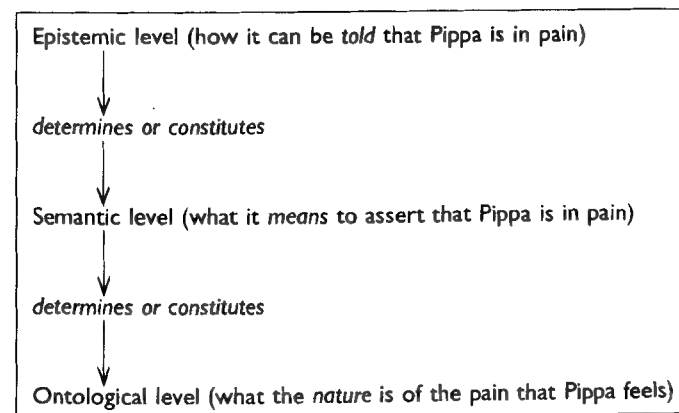 Epistemic level (how it can be told that Pippa is in pain)
determines or constitutes
Semantic level (what it means to assert that Pippa is in pain)
determines or constitutes
Ontological level (what the nature is of the pain that Pippa feels)